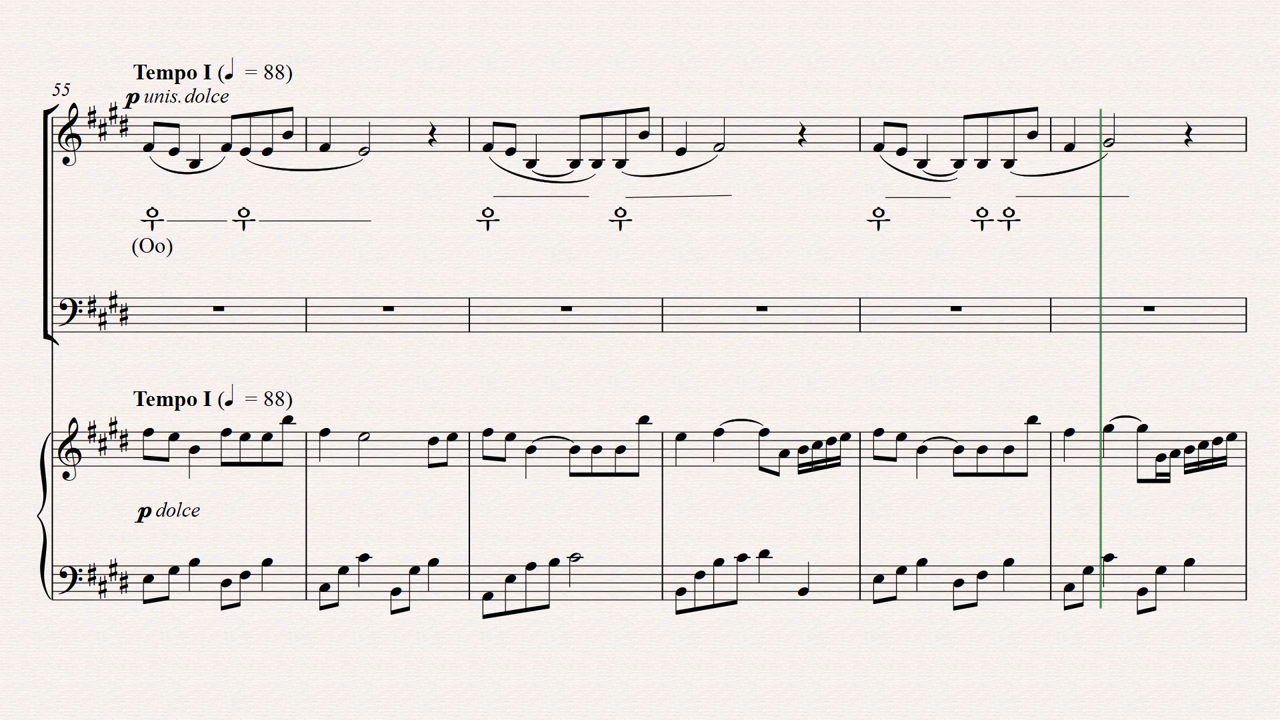 Tempo I (♩ = 88)
55
p unis. dolce
(Oo)
Tempo I (♩ = 88)
p dolce